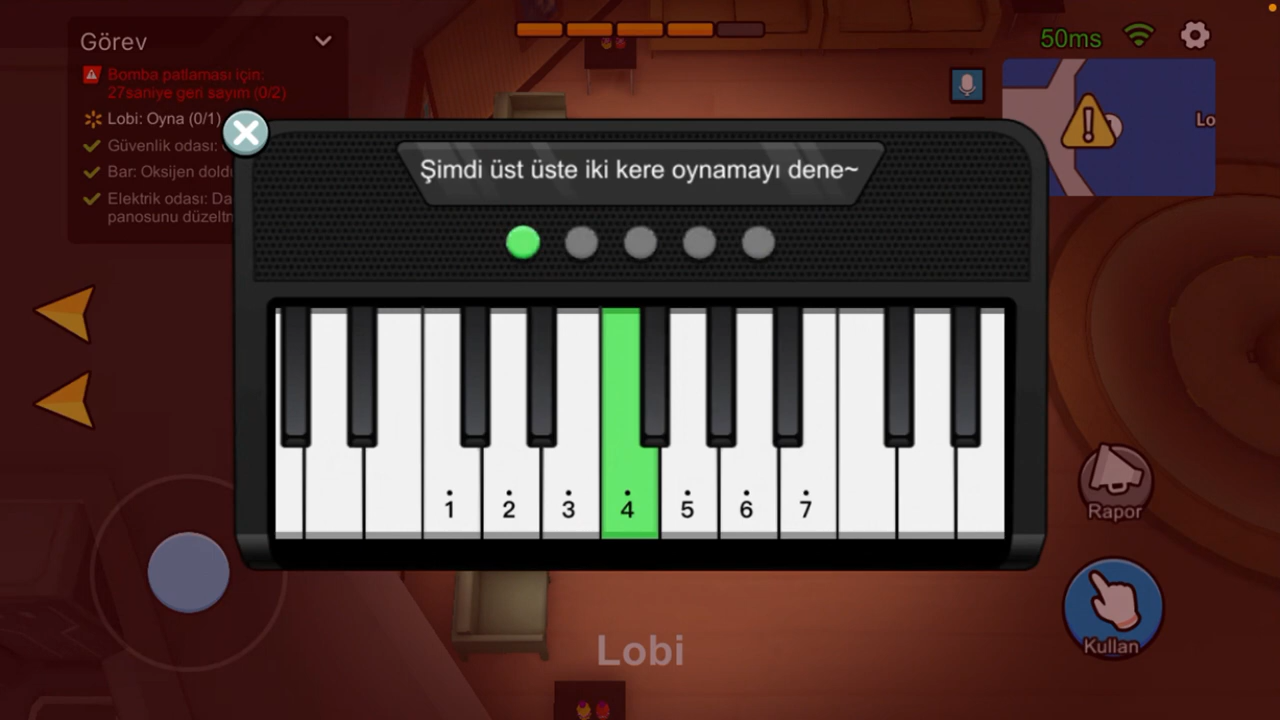 Görev
50ms
Bomba patlaması için:
27saniye geri sayım (0/2)
Lobi: Oyna (0/1)
Lo
Güvenlik odası:
Bar: Oksijen
Elektrik odası:
panosunu
Şimdi üst üste iki kere oynamayı dene~
1 2 3 4 5 6 7
Rapor
Kullan
Lobi